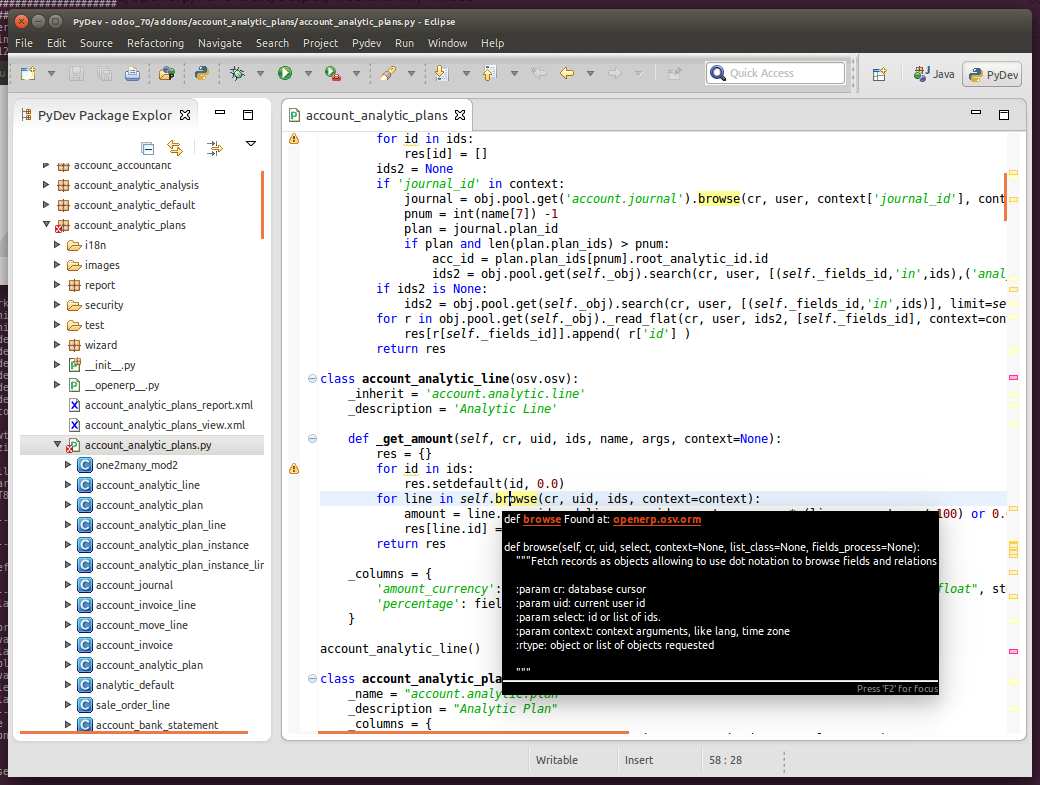 PyDev - odoo_70/addons/account_analytic_plans/account_analytic_plans.py - Eclipse
File Edit Source Refactoring Navigate Search Project Pydev Run Window Help
Quick Access
Java
PyDev
PyDev Package Explor
account_accountant
account_analytic_analysis
account_analytic_default
account_analytic_plans
i18n
images
report
security
test
wizard
__init__.py
__openerp__.py
account_analytic_plans_report.xml
account_analytic_plans_view.xml
account_analytic_plans.py
one2many_mod2
account_analytic_line
account_analytic_plan
account_analytic_plan_line
account_analytic_plan_instance
account_analytic_plan_instance_lin
account_journal
account_invoice_line
account_move_line
account_invoice
account_analytic_plan
analytic_default
sale_order_line
account_bank_statement
account_analytic_plans
for id in ids:
res[id] = []
ids2 = None
if 'journal_id' in context:
journal = obj.pool.get('account.journal').browse(cr, user, context['journal_id'], cont
pnum = int(name[7]) -1
plan = journal.plan_id
if plan and len(plan.plan_ids) > pnum:
acc_id = plan.plan_ids[pnum].root_analytic_id.id
ids2 = obj.pool.get(self._obj).search(cr, user, [(self._fields_id,'in',ids),('anal
if ids2 is None:
ids2 = obj.pool.get(self._obj).search(cr, user, [(self._fields_id,'in',ids)], limit=se
for r in obj.pool.get(self._obj)._read_flat(cr, user, ids2, [self._fields_id], context=con
res[r[self._fields_id]].append( r['id'] )
return res
class account_analytic_line(osv.osv):
_inherit = 'account.analytic.line'
_description = 'Analytic Line'
def _get_amount(self, cr, uid, ids, name, args, context=None):
res = {}
for id in ids:
res.setdefault(id, 0.0)
for line in self.browse(cr, uid, ids, context=context):
amount = line. 100) or 0.
res[line.id] =
return res
_columns = {
'amount_currency': float", st
'percentage': fiel
}
account_analytic_line()
class account_analytic_pla
_name = "account.analytic.plan"
_description = "Analytic Plan"
_columns = {
def browse Found at: openerp.osv.orm
def browse(self, cr, uid, select, context=None, list_class=None, fields_process=None):
"""Fetch records as objects allowing to use dot notation to browse fields and relations
:param cr: database cursor
:param uid: current user id
:param select: id or list of ids.
:param context: context arguments, like lang, time zone
:rtype: object or list of objects requested
"""
Press 'F2' for focus
Writable Insert 58 : 28